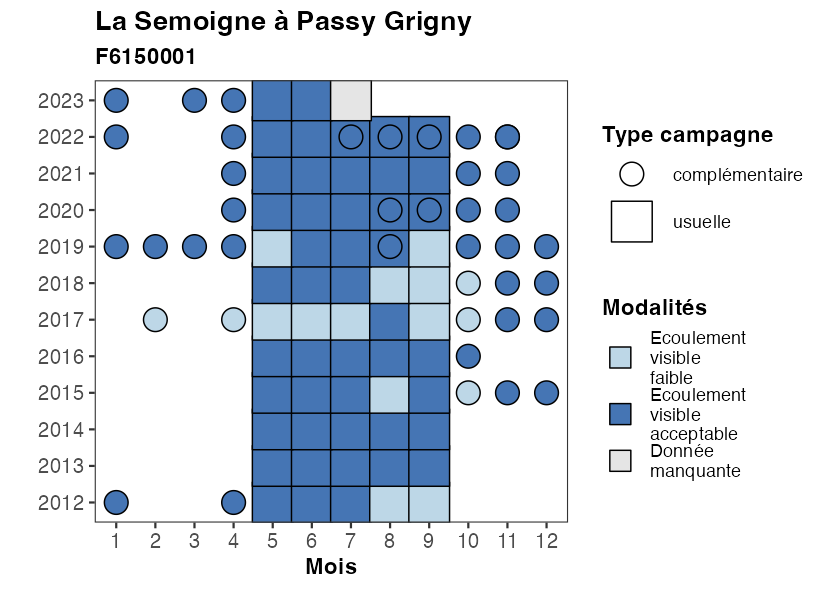 La Semoigne à Passy Grigny
F6150001
2023
2022
2021
2020
2019
2018
2017
2016
2015
2014
2013
2012
1 2 3 4 5 6 7 8 9 10 11 12
Mois
Type campagne
complémentaire
usuelle
Modalités
Ecoulement
visible
faible
Ecoulement
visible
acceptable
Donnée
manquante